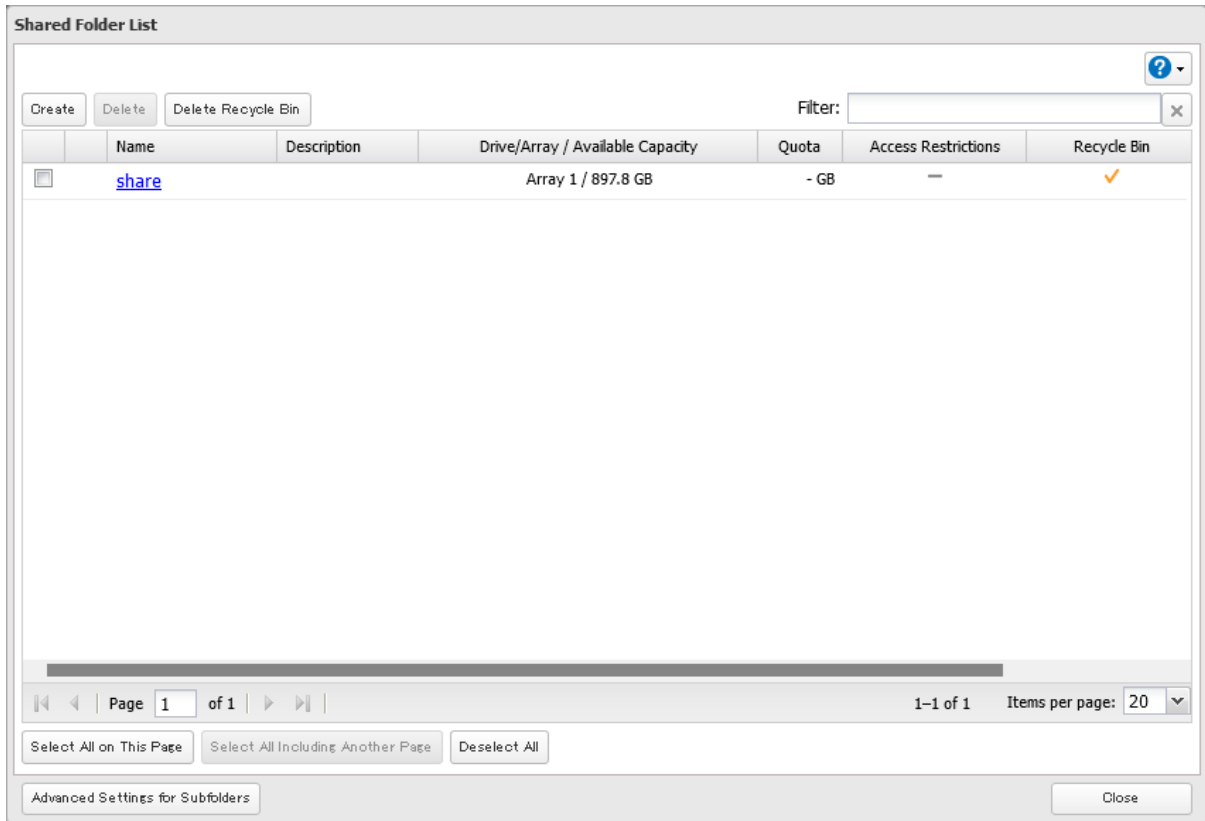 Shared Folder List
Create Delete Delete Recycle Bin Filter:
Name Description Drive/Array / Available Capacity Quota Access Restrictions Recycle Bin
share Array 1 / 897.8 GB - GB —
Page 1 of 1 1–1 of 1 Items per page: 20
Select All on This Page Select All Including Another Page Deselect All
Advanced Settings for Subfolders Close